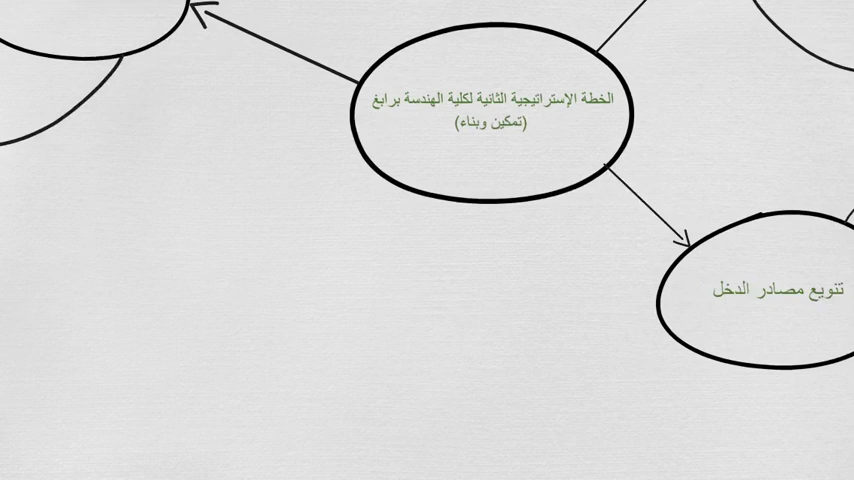 الخطة الإستراتيجية الثانية لكلية الهندسة برابغ
(تمكين وبناء)
تنويع مصادر الدخل